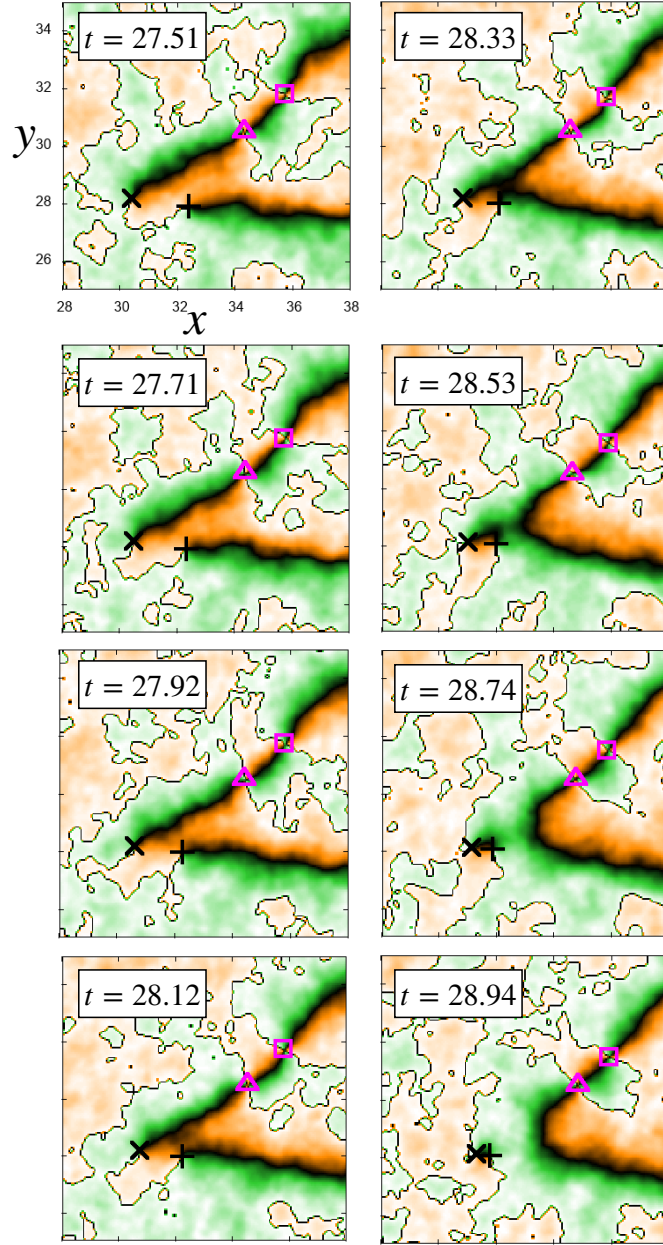 t = 27.51
t = 28.33
34
32
y
30
28
26
28
30
32
34
36
38
x
t = 27.71
t = 28.53
t = 27.92
t = 28.74
t = 28.12
t = 28.94